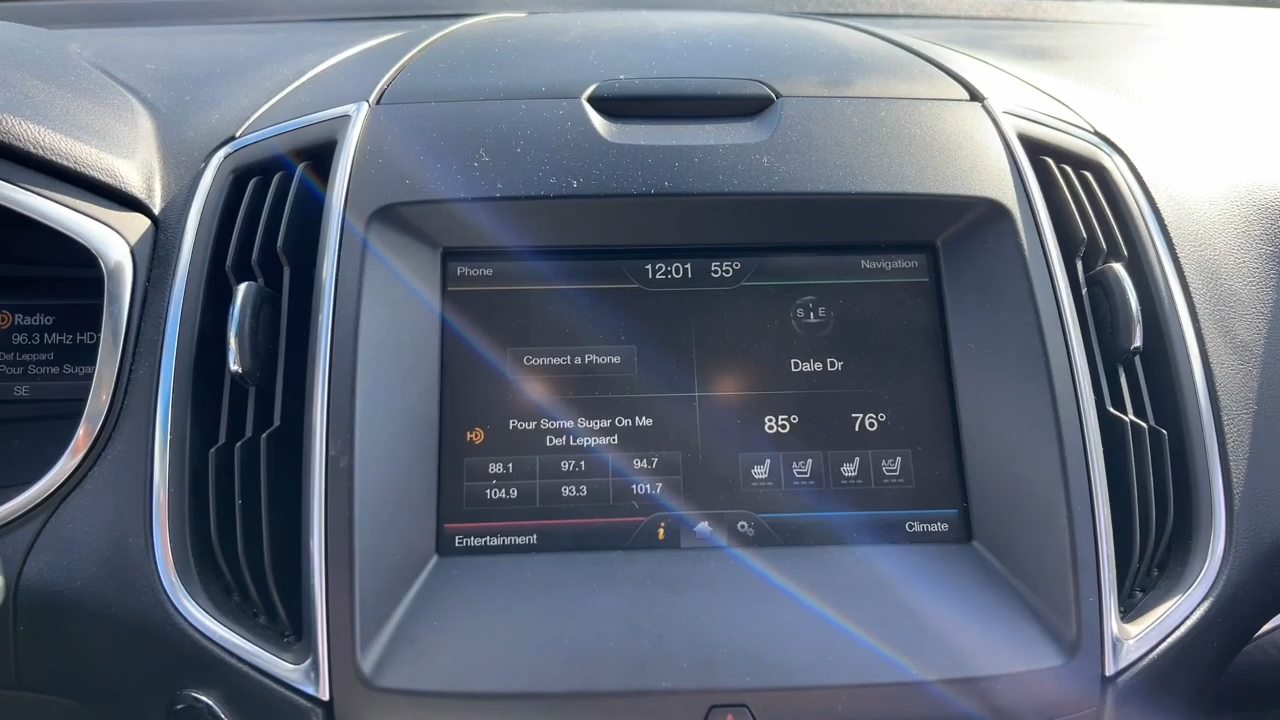 Radio
96.3 MHz HD1
Def Leppard
Pour Some Sugar
SE
Phone
12:01 55°
Navigation
S E
Connect a Phone
Dale Dr
HD
Pour Some Sugar On Me
Def Leppard
85° 76°
88.1 97.1 94.7
104.9 93.3 101.7
A/C A/C
Entertainment
i
Climate